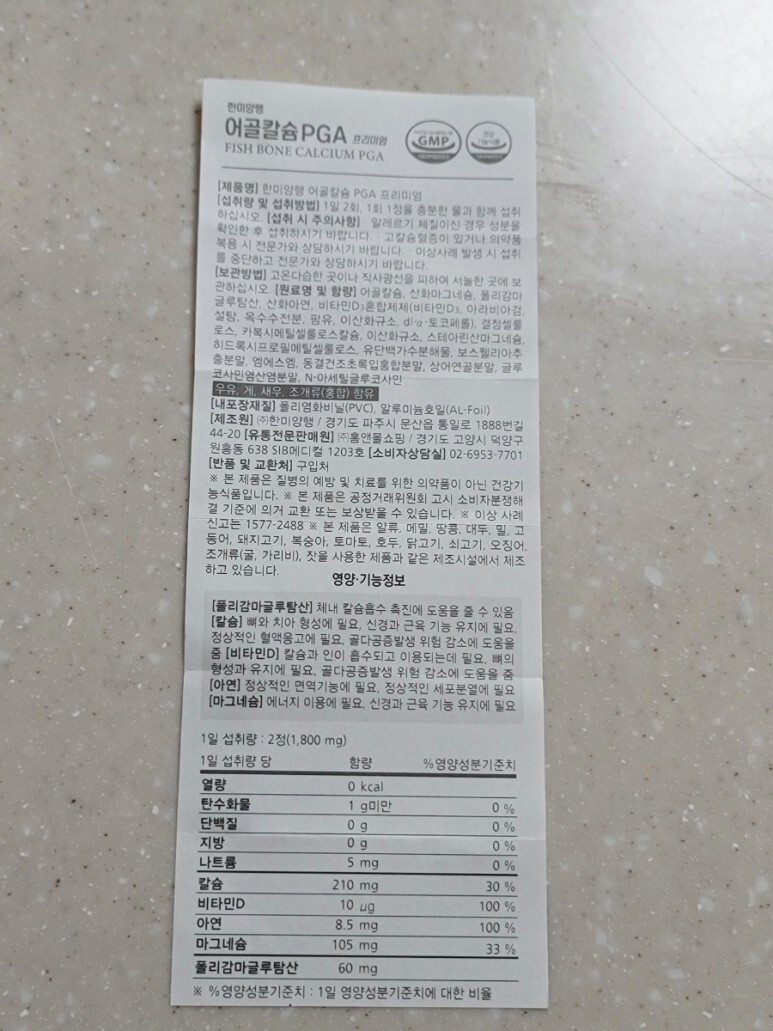 한미양행
어골칼슘PGA 프리미엄
FISH BONE CALCIUM PGA
GMP
건강
기능식품
[제품명] 한미양행 어골칼슘 PGA 프리미엄
[섭취량 및 섭취방법] 1일 2회, 1회 1정을 충분한 물과 함께 섭취
하십시오. [섭취 시 주의사항] · 알레르기 체질이신 경우 성분을
확인한 후 섭취하시기 바랍니다. · 고칼슘혈증이 있거나 의약품
복용 시 전문가와 상담하시기 바랍니다. · 이상사례 발생 시 섭취
를 중단하고 전문가와 상담하시기 바랍니다.
[보관방법] 고온다습한 곳이나 직사광선을 피하여 서늘한 곳에 보
관하십시오. [원료명 및 함량] 어골칼슘, 산화마그네슘, 폴리감마
글루탐산, 산화아연, 비타민D₃혼합제제(비타민D₃, 아라비아검,
설탕, 옥수수전분, 팜유, 이산화규소, dl-α-토코페롤), 결정셀룰
로스, 카복시메틸셀룰로스칼슘, 이산화규소, 스테아린산마그네슘,
히드록시프로필메틸셀룰로스, 유단백가수분해물, 보스웰리아추
출분말, 엠에스엠, 동결건조초록입홍합분말, 상어연골분말, 글루
코사민염산염분말, N-아세틸글루코사민
우유, 게, 새우, 조개류(홍합) 함유
[내포장재질] 폴리염화비닐(PVC), 알루미늄호일(AL-Foil)
[제조원] ㈜한미양행 / 경기도 파주시 문산읍 통일로 1888번길
44-20 [유통전문판매원] ㈜홈앤몰쇼핑 / 경기도 고양시 덕양구
원흥동 638 SIB메디컬 1203호 [소비자상담실] 02-6953-7701
[반품 및 교환처] 구입처
※ 본 제품은 질병의 예방 및 치료를 위한 의약품이 아닌 건강기
능식품입니다. ※ 본 제품은 공정거래위원회 고시 소비자분쟁해
결 기준에 의거 교환 또는 보상받을 수 있습니다. ※ 이상 사례
신고는 1577-2488 ※ 본 제품은 알류, 메밀, 땅콩, 대두, 밀, 고
등어, 돼지고기, 복숭아, 토마토, 호두, 닭고기, 쇠고기, 오징어,
조개류(굴, 가리비), 잣을 사용한 제품과 같은 제조시설에서 제조
하고 있습니다.
영양·기능정보
[폴리감마글루탐산] 체내 칼슘흡수 촉진에 도움을 줄 수 있음
[칼슘] 뼈와 치아 형성에 필요, 신경과 근육 기능 유지에 필요,
정상적인 혈액응고에 필요, 골다공증발생 위험 감소에 도움을
줌 [비타민D] 칼슘과 인이 흡수되고 이용되는데 필요, 뼈의
형성과 유지에 필요, 골다공증발생 위험 감소에 도움을 줌
[아연] 정상적인 면역기능에 필요, 정상적인 세포분열에 필요
[마그네슘] 에너지 이용에 필요, 신경과 근육 기능 유지에 필요
1일 섭취량 : 2정(1,800 mg)
1일 섭취량 당 함량 %영양성분기준치
열량 0 kcal
탄수화물 1 g미만 0 %
단백질 0 g 0 %
지방 0 g 0 %
나트륨 5 mg 0 %
칼슘 210 mg 30 %
비타민D 10 μg 100 %
아연 8.5 mg 100 %
마그네슘 105 mg 33 %
폴리감마글루탐산 60 mg
※ %영양성분기준치 : 1일 영양성분기준치에 대한 비율